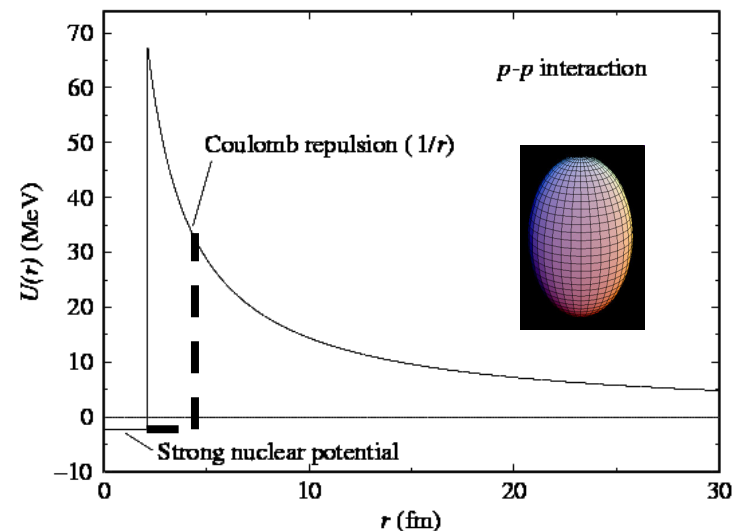 70
60
50
40
30
20
10
0
−10
U(r) (MeV)
p-p interaction
Coulomb repulsion (1/r)
Strong nuclear potential
0 10 20 30
r (fm)